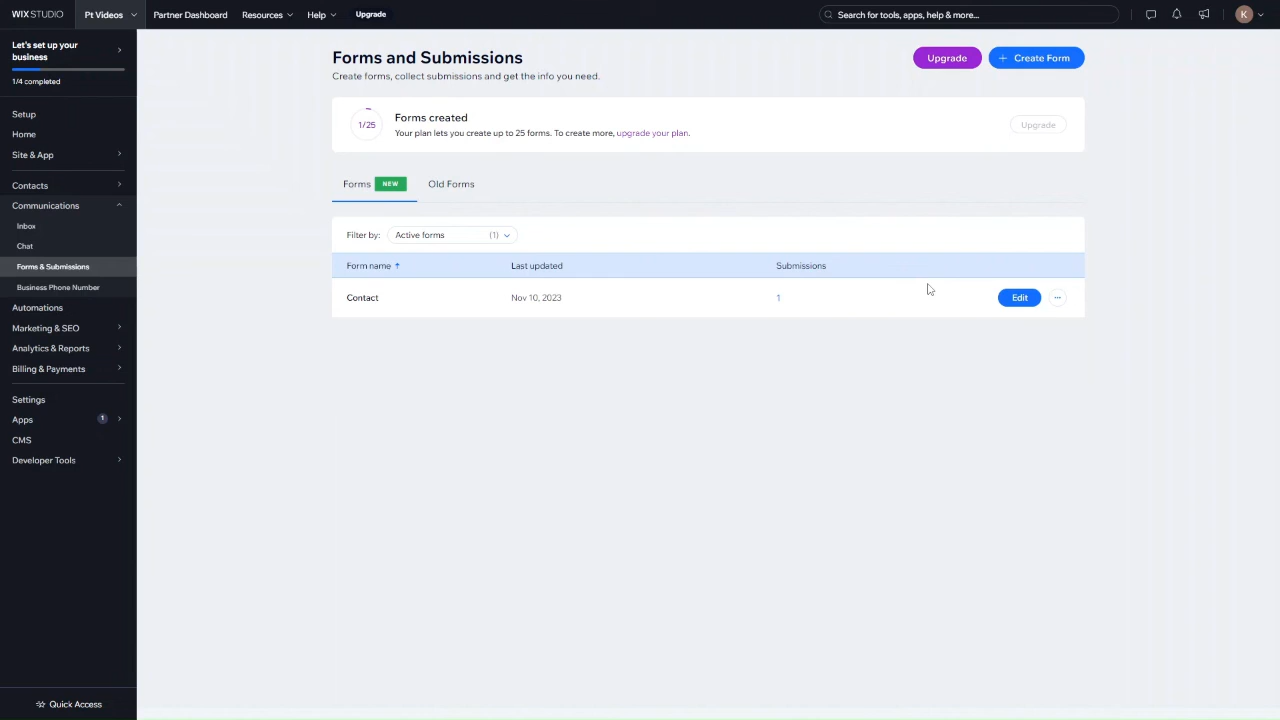 WIX STUDIO
Pt Videos
Partner Dashboard
Resources
Help
Upgrade
Search for tools, apps, help & more...
K
Let's set up your
business
1/4 completed
Setup
Home
Site & App
Contacts
Communications
Inbox
Chat
Forms & Submissions
Business Phone Number
Automations
Marketing & SEO
Analytics & Reports
Billing & Payments
Settings
Apps 1
CMS
Developer Tools
Quick Access
Forms and Submissions
Create forms, collect submissions and get the info you need.
Upgrade
+ Create Form
1/25
Forms created
Your plan lets you create up to 25 forms. To create more, upgrade your plan.
Upgrade
Forms NEW
Old Forms
Filter by: Active forms (1)
Form name ↑ Last updated Submissions
Contact Nov 10, 2023 1 Edit ...